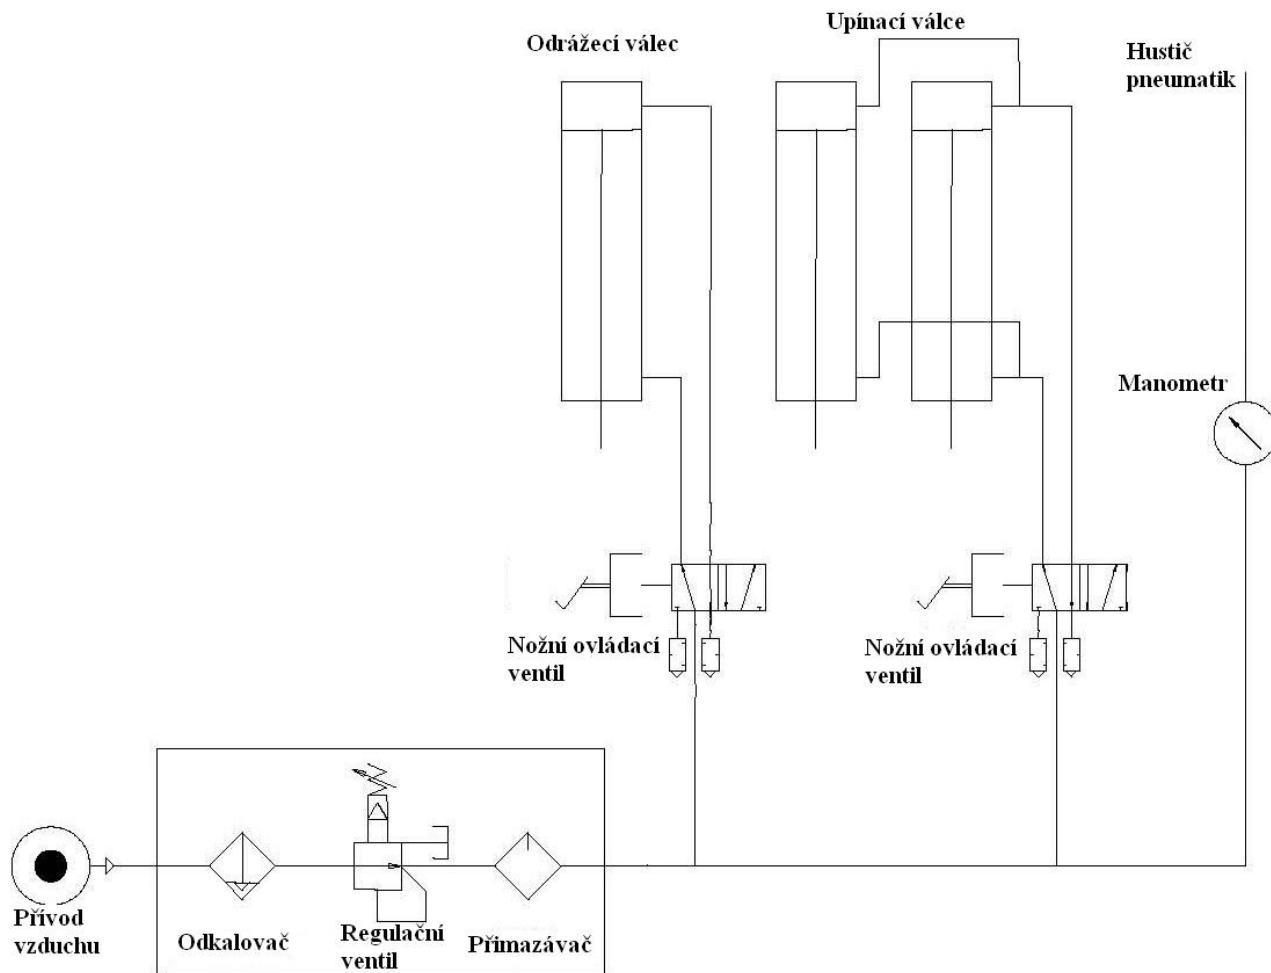 Odrážecí válec
Upínací válce
Hustič
pneumatik
Manometr
Nožní ovládací
ventil
Nožní ovládací
ventil
Přívod
vzduchu
Odkalovač
Regulační
ventil
Přimazávač